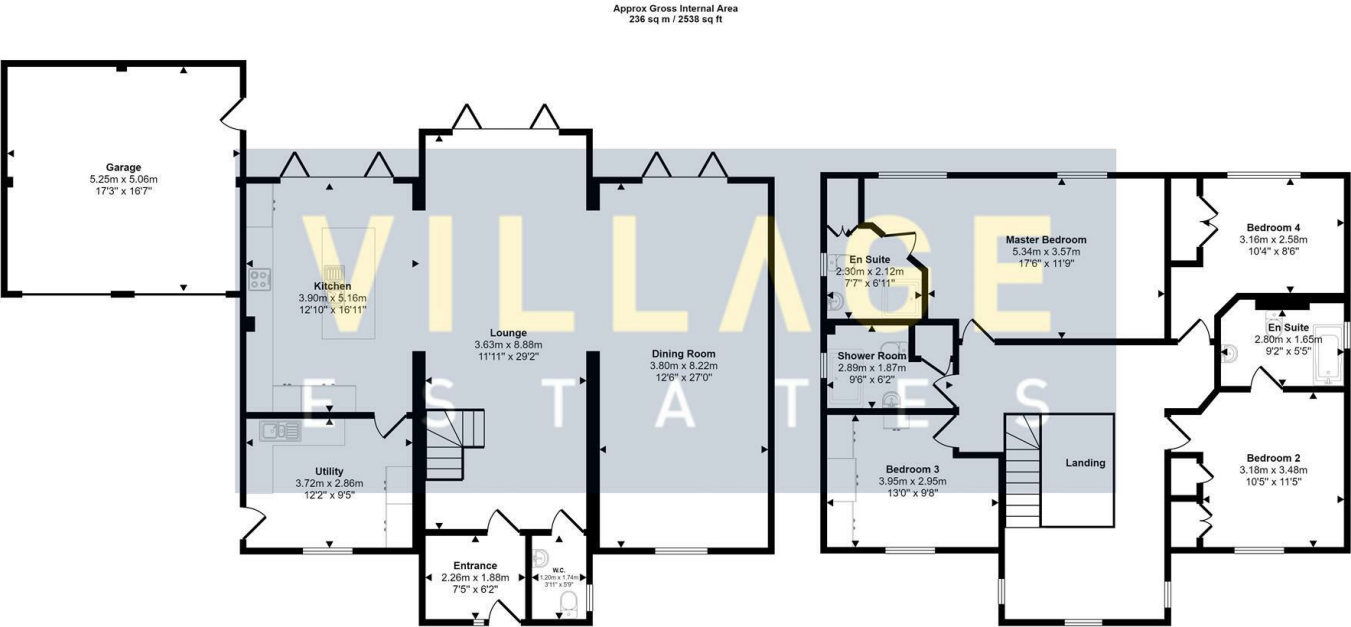 Approx Gross Internal Area
236 sq m / 2538 sq ft
Garage
5.25m x 5.06m
17'3" x 16'7"
Kitchen
3.90m x 5.16m
12'10" x 16'11"
Utility
3.72m x 2.86m
12'2" x 9'5"
Lounge
3.63m x 8.88m
11'11" x 29'2"
Entrance
2.26m x 1.88m
7'5" x 6'2"
W.C.
1.20m x 1.74m
3'11" x 5'9"
Dining Room
3.80m x 8.22m
12'6" x 27'0"
En Suite
2.30m x 2.12m
7'7" x 6'11"
Master Bedroom
5.34m x 3.57m
17'6" x 11'9"
Bedroom 4
3.16m x 2.58m
10'4" x 8'6"
Shower Room
2.89m x 1.87m
9'6" x 6'2"
En Suite
2.80m x 1.65m
9'2" x 5'5"
Bedroom 3
3.95m x 2.95m
13'0" x 9'8"
Landing
Bedroom 2
3.18m x 3.48m
10'5" x 11'5"
VILLAGE
ESTATES